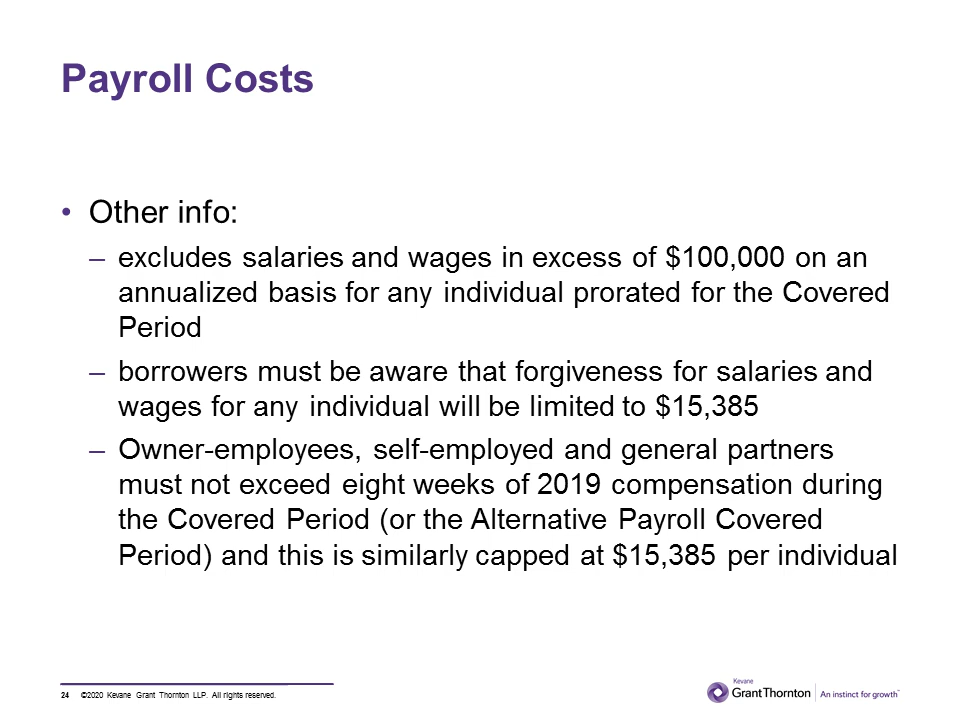 Payroll Costs
• Other info:
– excludes salaries and wages in excess of $100,000 on an
annualized basis for any individual prorated for the Covered
Period
– borrowers must be aware that forgiveness for salaries and
wages for any individual will be limited to $15,385
– Owner-employees, self-employed and general partners
must not exceed eight weeks of 2019 compensation during
the Covered Period (or the Alternative Payroll Covered
Period) and this is similarly capped at $15,385 per individual
24 ©2020 Kevane Grant Thornton LLP. All rights reserved.
Kevane
GrantThornton
An instinct for growth™